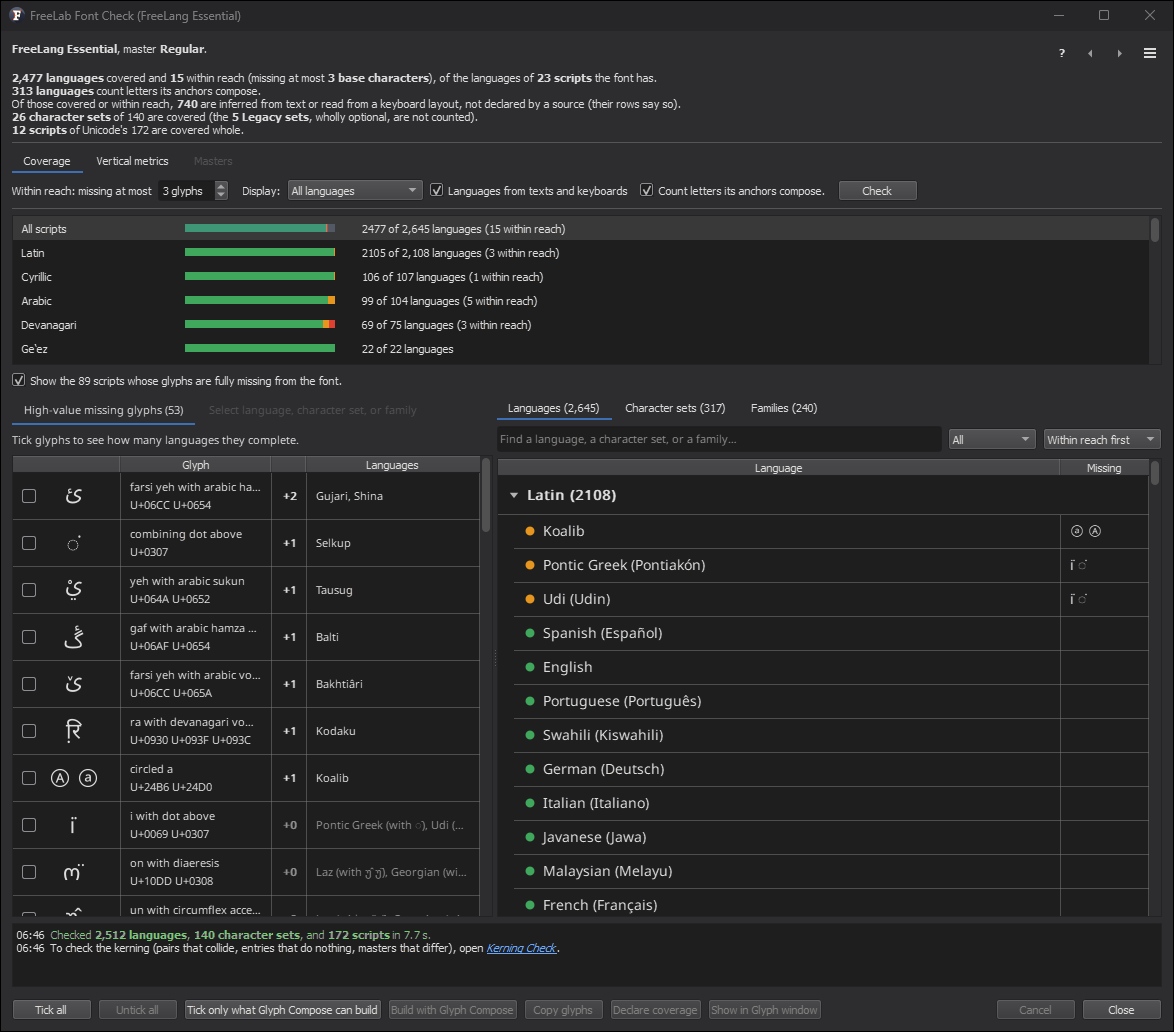 FreeLab Font Check (FreeLang Essential)
FreeLang Essential, master Regular.
?
2,477 languages covered and 15 within reach (missing at most 3 base characters), of the languages of 23 scripts the font has.
313 languages count letters its anchors compose.
Of those covered or within reach, 740 are inferred from text or read from a keyboard layout, not declared by a source (their rows say so).
26 character sets of 140 are covered (the 5 Legacy sets, wholly optional, are not counted).
12 scripts of Unicode's 172 are covered whole.
Coverage Vertical metrics Masters
Within reach: missing at most 3 glyphs Display: All languages Languages from texts and keyboards Count letters its anchors compose. Check
All scripts 2477 of 2,645 languages (15 within reach)
Latin 2105 of 2,108 languages (3 within reach)
Cyrillic 106 of 107 languages (1 within reach)
Arabic 99 of 104 languages (5 within reach)
Devanagari 69 of 75 languages (3 within reach)
Ge‛ez 22 of 22 languages
Show the 89 scripts whose glyphs are fully missing from the font.
High-value missing glyphs (53) Select language, character set, or family
Tick glyphs to see how many languages they complete.
Glyph Languages
یٔ farsi yeh with arabic ha... +2 Gujari, Shina
U+06CC U+0654
◌̇ combining dot above +1 Selkup
U+0307
يْ yeh with arabic sukun +1 Tausug
U+064A U+0652
گٔ gaf with arabic hamza ... +1 Balti
U+06AF U+0654
یٚ farsi yeh with arabic vo... +1 Bakhtiâri
U+06CC U+065A
ऱि ra with devanagari vo... +1 Kodaku
U+0930 U+093F U+093C
Ⓐ ⓐ circled a +1 Koalib
U+24B6 U+24D0
i̇ i with dot above +0 Pontic Greek (with ◌̇), Udi (...
U+0069 U+0307
ო̈ on with diaeresis +0 Laz (with უ̂ უ̈), Georgian (wi...
U+10DD U+0308
un with circumflex acce...
Languages (2,645) Character sets (317) Families (240)
Find a language, a character set, or a family... All Within reach first
Language Missing
Latin (2108)
Koalib ⓐ Ⓐ
Pontic Greek (Pontiakón) i̇ ◌̇
Udi (Udin) i̇ ◌̇
Spanish (Español)
English
Portuguese (Português)
Swahili (Kiswahili)
German (Deutsch)
Italian (Italiano)
Javanese (Jawa)
Malaysian (Melayu)
French (Français)
06:46 Checked 2,512 languages, 140 character sets, and 172 scripts in 7.7 s.
06:46 To check the kerning (pairs that collide, entries that do nothing, masters that differ), open Kerning Check.
Tick all Untick all Tick only what Glyph Compose can build Build with Glyph Compose Copy glyphs Declare coverage Show in Glyph window Cancel Close